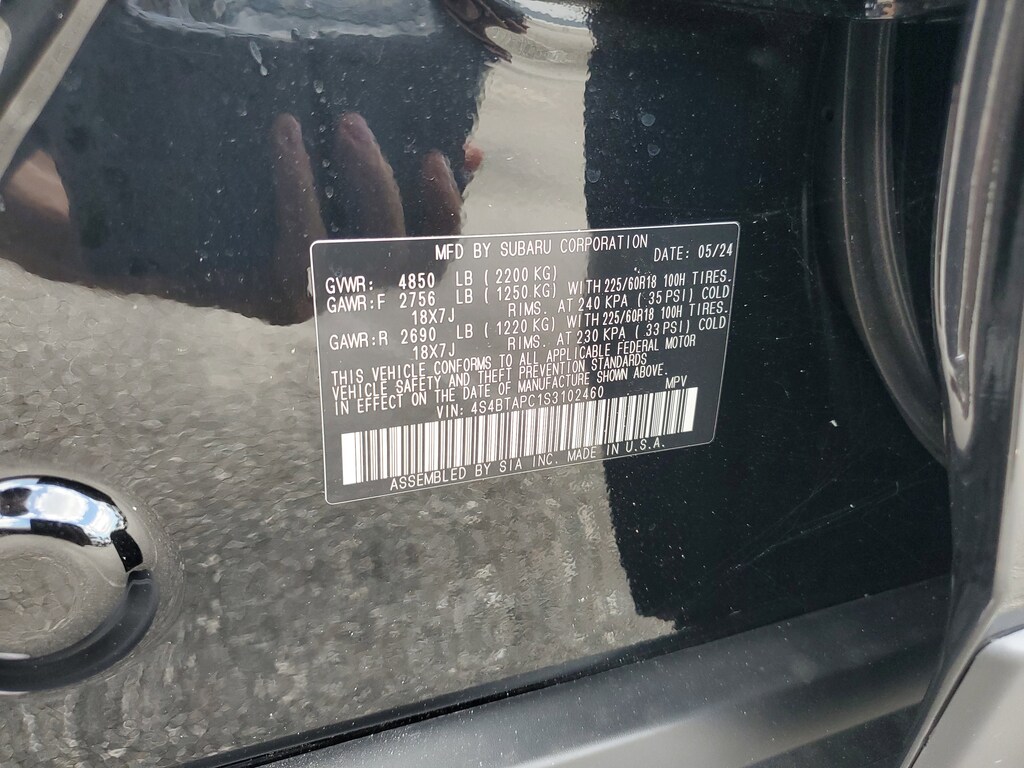 MFD BY SUBARU CORPORATION DATE: 05/24
GVWR: 4850 LB (2200 KG)
GAWR:F 2756 LB (1250 KG) WITH 225/60R18 100H TIRES.
18X7J RIMS. AT 240 KPA (35 PSI) COLD
GAWR:R 2690 LB (1220 KG) WITH 225/60R18 100H TIRES.
18X7J RIMS. AT 230 KPA (33 PSI) COLD
THIS VEHICLE CONFORMS TO ALL APPLICABLE FEDERAL MOTOR
VEHICLE SAFETY AND THEFT PREVENTION STANDARDS
IN EFFECT ON THE DATE OF MANUFACTURE SHOWN ABOVE.
VIN: 4S4BTAPC1S3102460 MPV
ASSEMBLED BY SIA INC. MADE IN U.S.A.